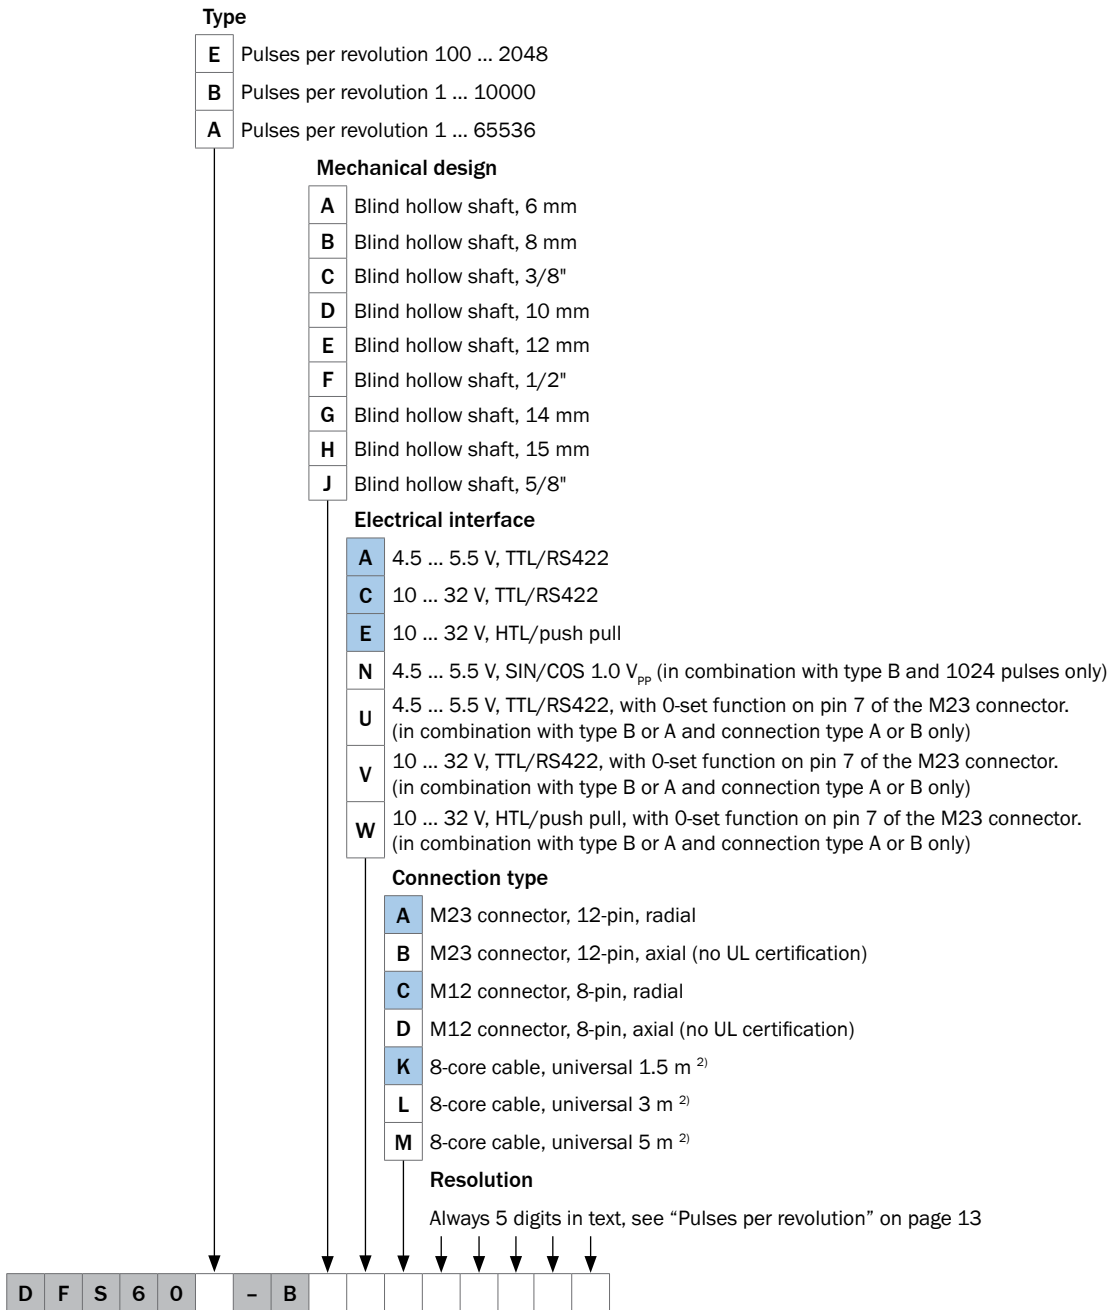 Type
E Pulses per revolution 100 ... 2048
B Pulses per revolution 1 ... 10000
A Pulses per revolution 1 ... 65536
Mechanical design
A Blind hollow shaft, 6 mm
B Blind hollow shaft, 8 mm
C Blind hollow shaft, 3/8"
D Blind hollow shaft, 10 mm
E Blind hollow shaft, 12 mm
F Blind hollow shaft, 1/2"
G Blind hollow shaft, 14 mm
H Blind hollow shaft, 15 mm
J Blind hollow shaft, 5/8"
Electrical interface
A 4.5 ... 5.5 V, TTL/RS422
C 10 ... 32 V, TTL/RS422
E 10 ... 32 V, HTL/push pull
N 4.5 ... 5.5 V, SIN/COS 1.0 VPP (in combination with type B and 1024 pulses only)
U 4.5 ... 5.5 V, TTL/RS422, with 0-set function on pin 7 of the M23 connector.
(in combination with type B or A and connection type A or B only)
V 10 ... 32 V, TTL/RS422, with 0-set function on pin 7 of the M23 connector.
(in combination with type B or A and connection type A or B only)
W 10 ... 32 V, HTL/push pull, with 0-set function on pin 7 of the M23 connector.
(in combination with type B or A and connection type A or B only)
Connection type
A M23 connector, 12-pin, radial
B M23 connector, 12-pin, axial (no UL certification)
C M12 connector, 8-pin, radial
D M12 connector, 8-pin, axial (no UL certification)
K 8-core cable, universal 1.5 m 2)
L 8-core cable, universal 3 m 2)
M 8-core cable, universal 5 m 2)
Resolution
Always 5 digits in text, see “Pulses per revolution” on page 13
D F S 6 0 – B